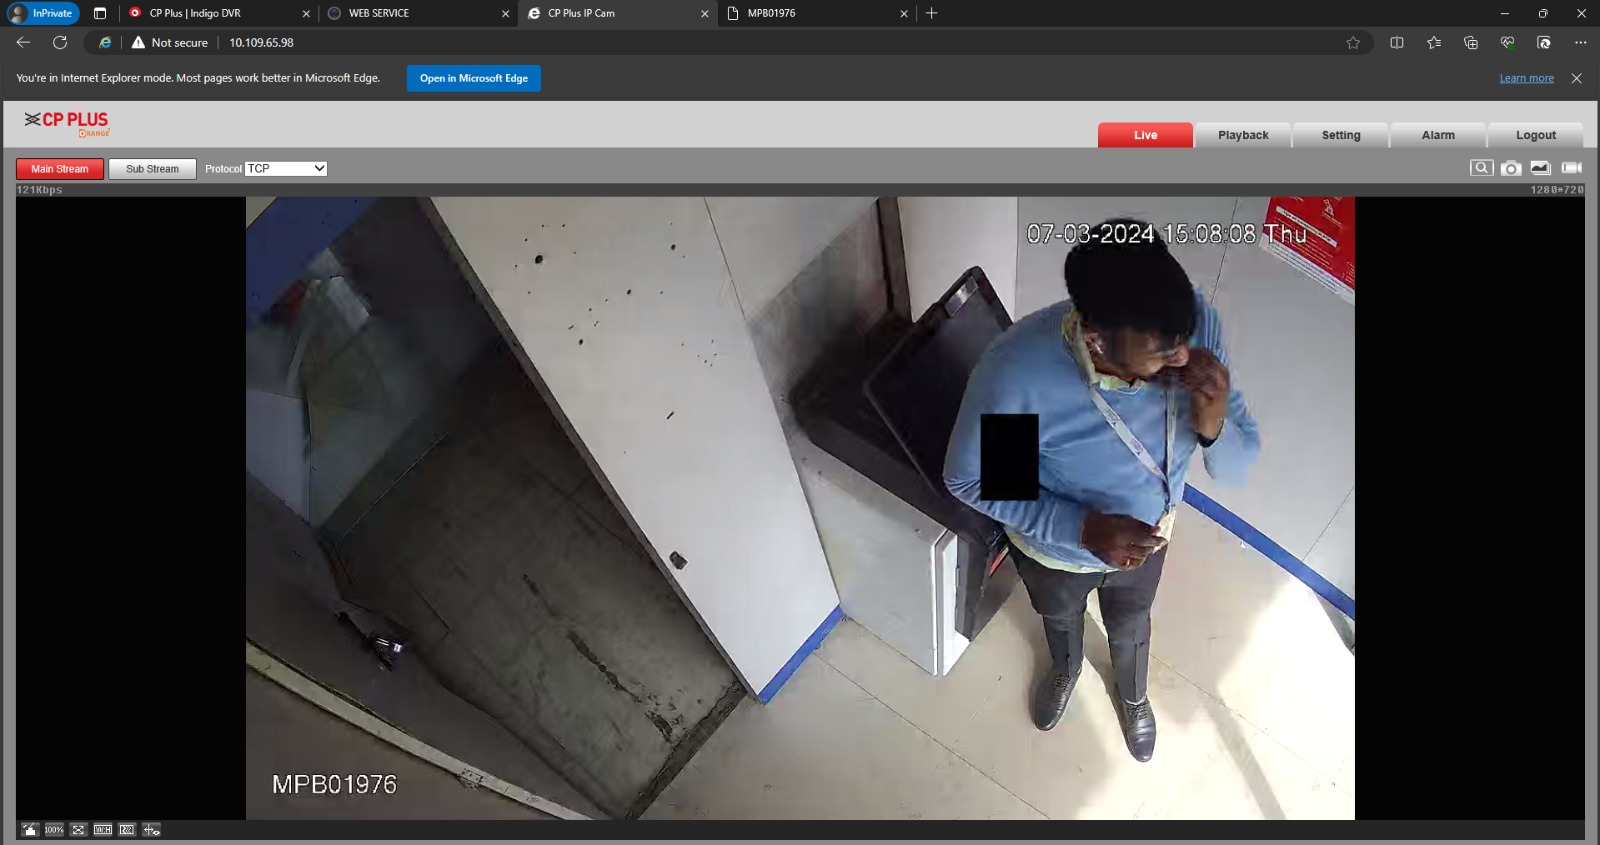 InPrivate
CP Plus | Indigo DVR
WEB SERVICE
CP Plus IP Cam
MPB01976
Not secure
10.109.65.98
You're in Internet Explorer mode. Most pages work better in Microsoft Edge.
Open in Microsoft Edge
Learn more
CP PLUS
ORANGE
Live
Playback
Setting
Alarm
Logout
Main Stream
Sub Stream
Protocol
TCP
121Kbps
1280*720
07-03-2024 15:08:08 Thu
MPB01976
100%
W:H